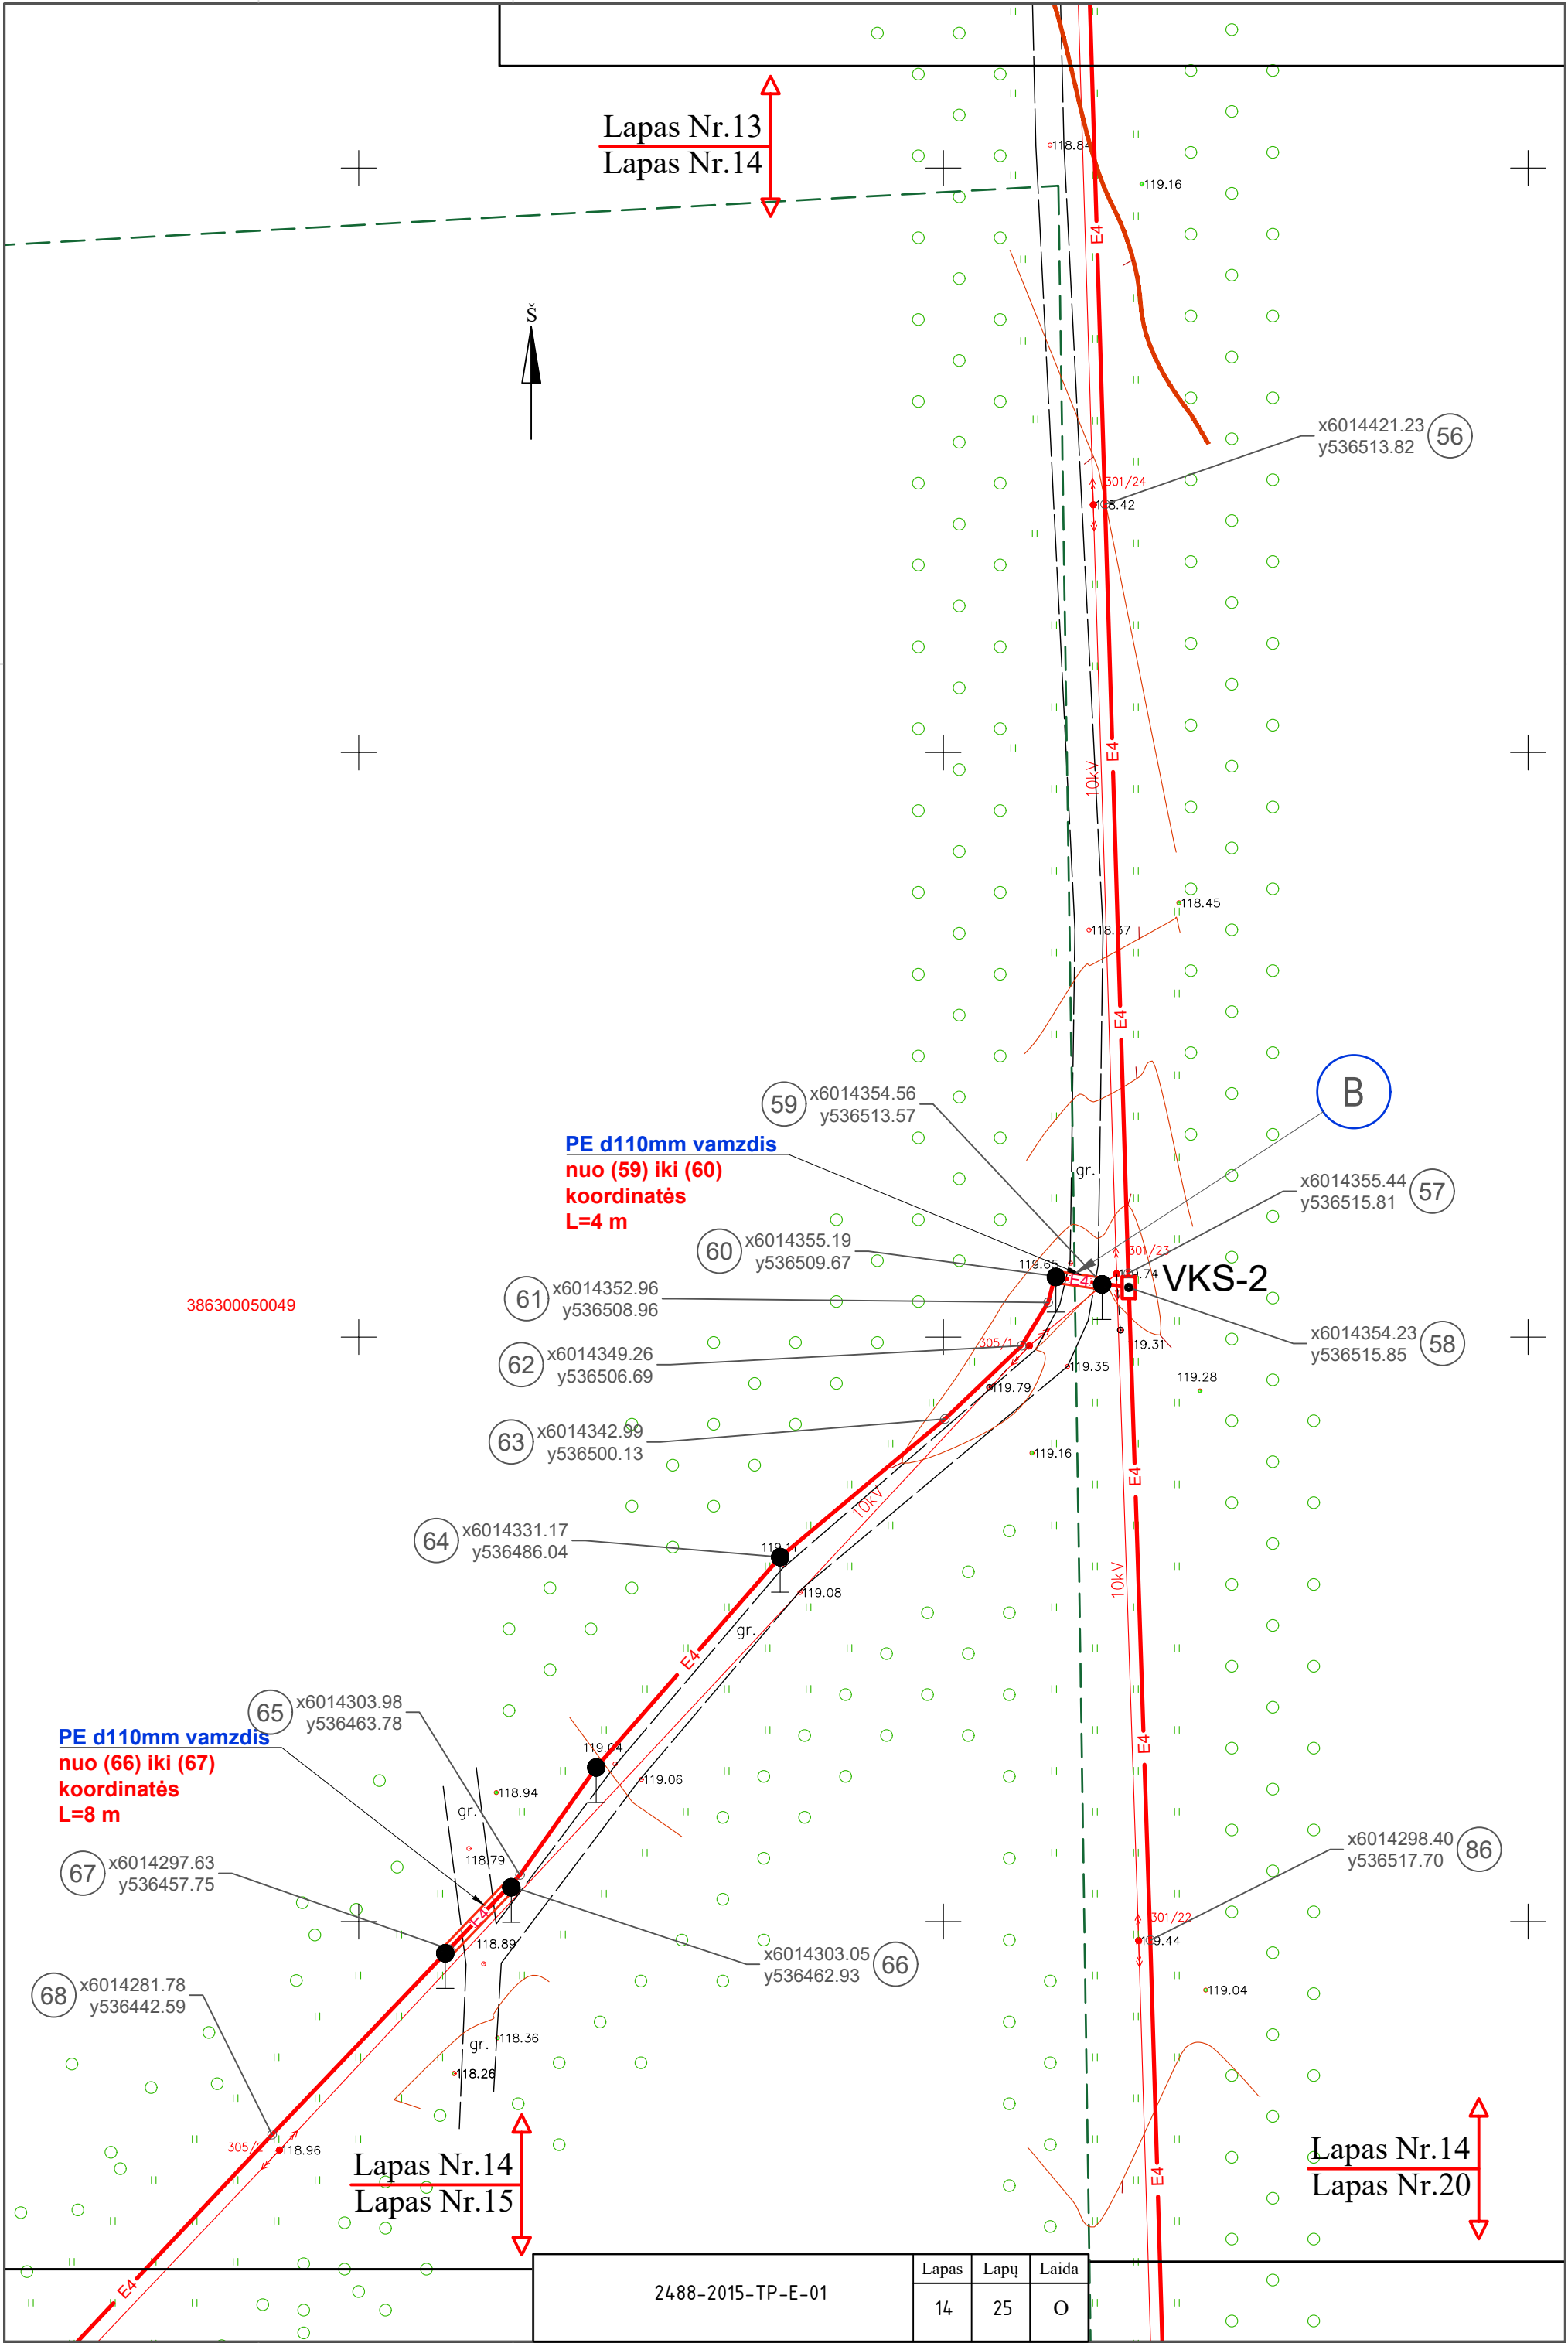 Lapas Nr.13
Lapas Nr.14
118.84
119.16
E4
Š
x6014421.23
y536513.82
56
301/24
118.42
E4
10kV
118.45
118.37
E4
B
59
x6014354.56
y536513.57
PE d110mm vamzdis
nuo (59) iki (60)
koordinatės
L=4 m
gr.
x6014355.44
y536515.81
57
60
x6014355.19
y536509.67
301/23
119.65
E4
119.74
VKS-2
61
x6014352.96
y536508.96
386300050049
x6014354.23
y536515.85
58
119.31
305/1
62
x6014349.26
y536506.69
119.35
119.28
119.79
63
x6014342.99
y536500.13
119.16
E4
10kV
64
x6014331.17
y536486.04
119.11
10kV
119.08
gr.
E4
65
x6014303.98
y536463.78
PE d110mm vamzdis
nuo (66) iki (67)
koordinatės
L=8 m
119.04
E4
119.06
118.94
gr.
118.79
67
x6014297.63
y536457.75
x6014298.40
y536517.70
86
E4
301/22
119.44
118.89
x6014303.05
y536462.93
66
68
x6014281.78
y536442.59
119.04
118.36
gr.
118.26
305/2
118.96
Lapas Nr.14
Lapas Nr.15
E4
Lapas Nr.14
Lapas Nr.20
E4
2488-2015-TP-E-01
Lapas Lapų Laida
14 25 O